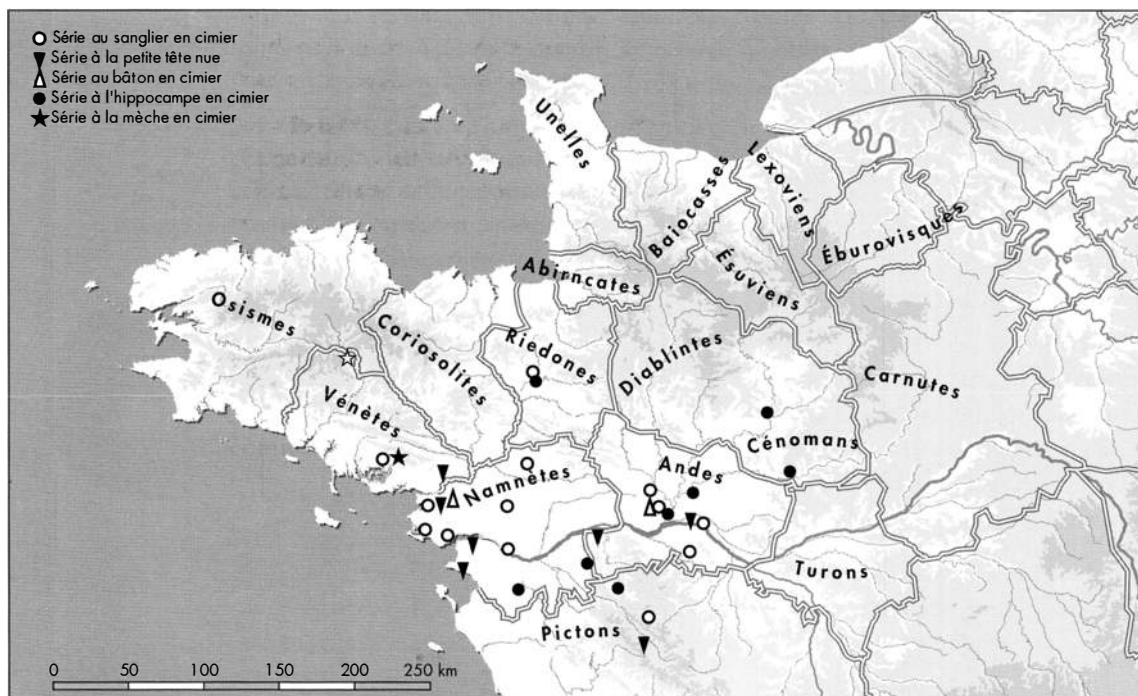 Série au sanglier en cimier
Série à la petite tête nue
Série au bâton en cimier
Série à l'hippocampe en cimier
Série à la mèche en cimier
Unelles
Baiocasses
Lexoviens
Éburovisques
Ésuviens
Abirncates
Osismes
Coriosolites
Riedones
Diablintes
Carnutes
Vénètes
Cénomans
Andes
Namnètes
Turons
Pictons
0 50 100 150 200 250 km